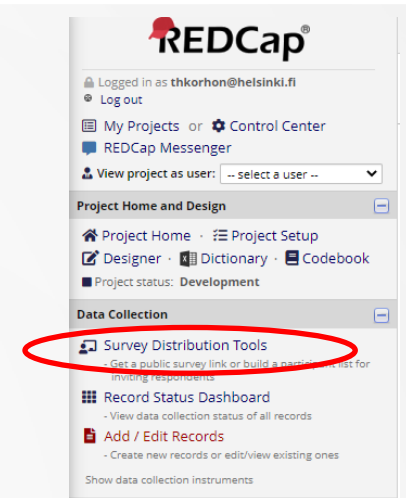 REDCap®
Logged in as thkorhon@helsinki.fi
Log out
My Projects or Control Center
REDCap Messenger
View project as user: -- select a user --
Project Home and Design
Project Home · Project Setup
Designer · Dictionary · Codebook
Project status: Development
Data Collection
Survey Distribution Tools
- Get a public survey link or build a participant list for
inviting respondents
Record Status Dashboard
- View data collection status of all records
Add / Edit Records
- Create new records or edit/view existing ones
Show data collection instruments